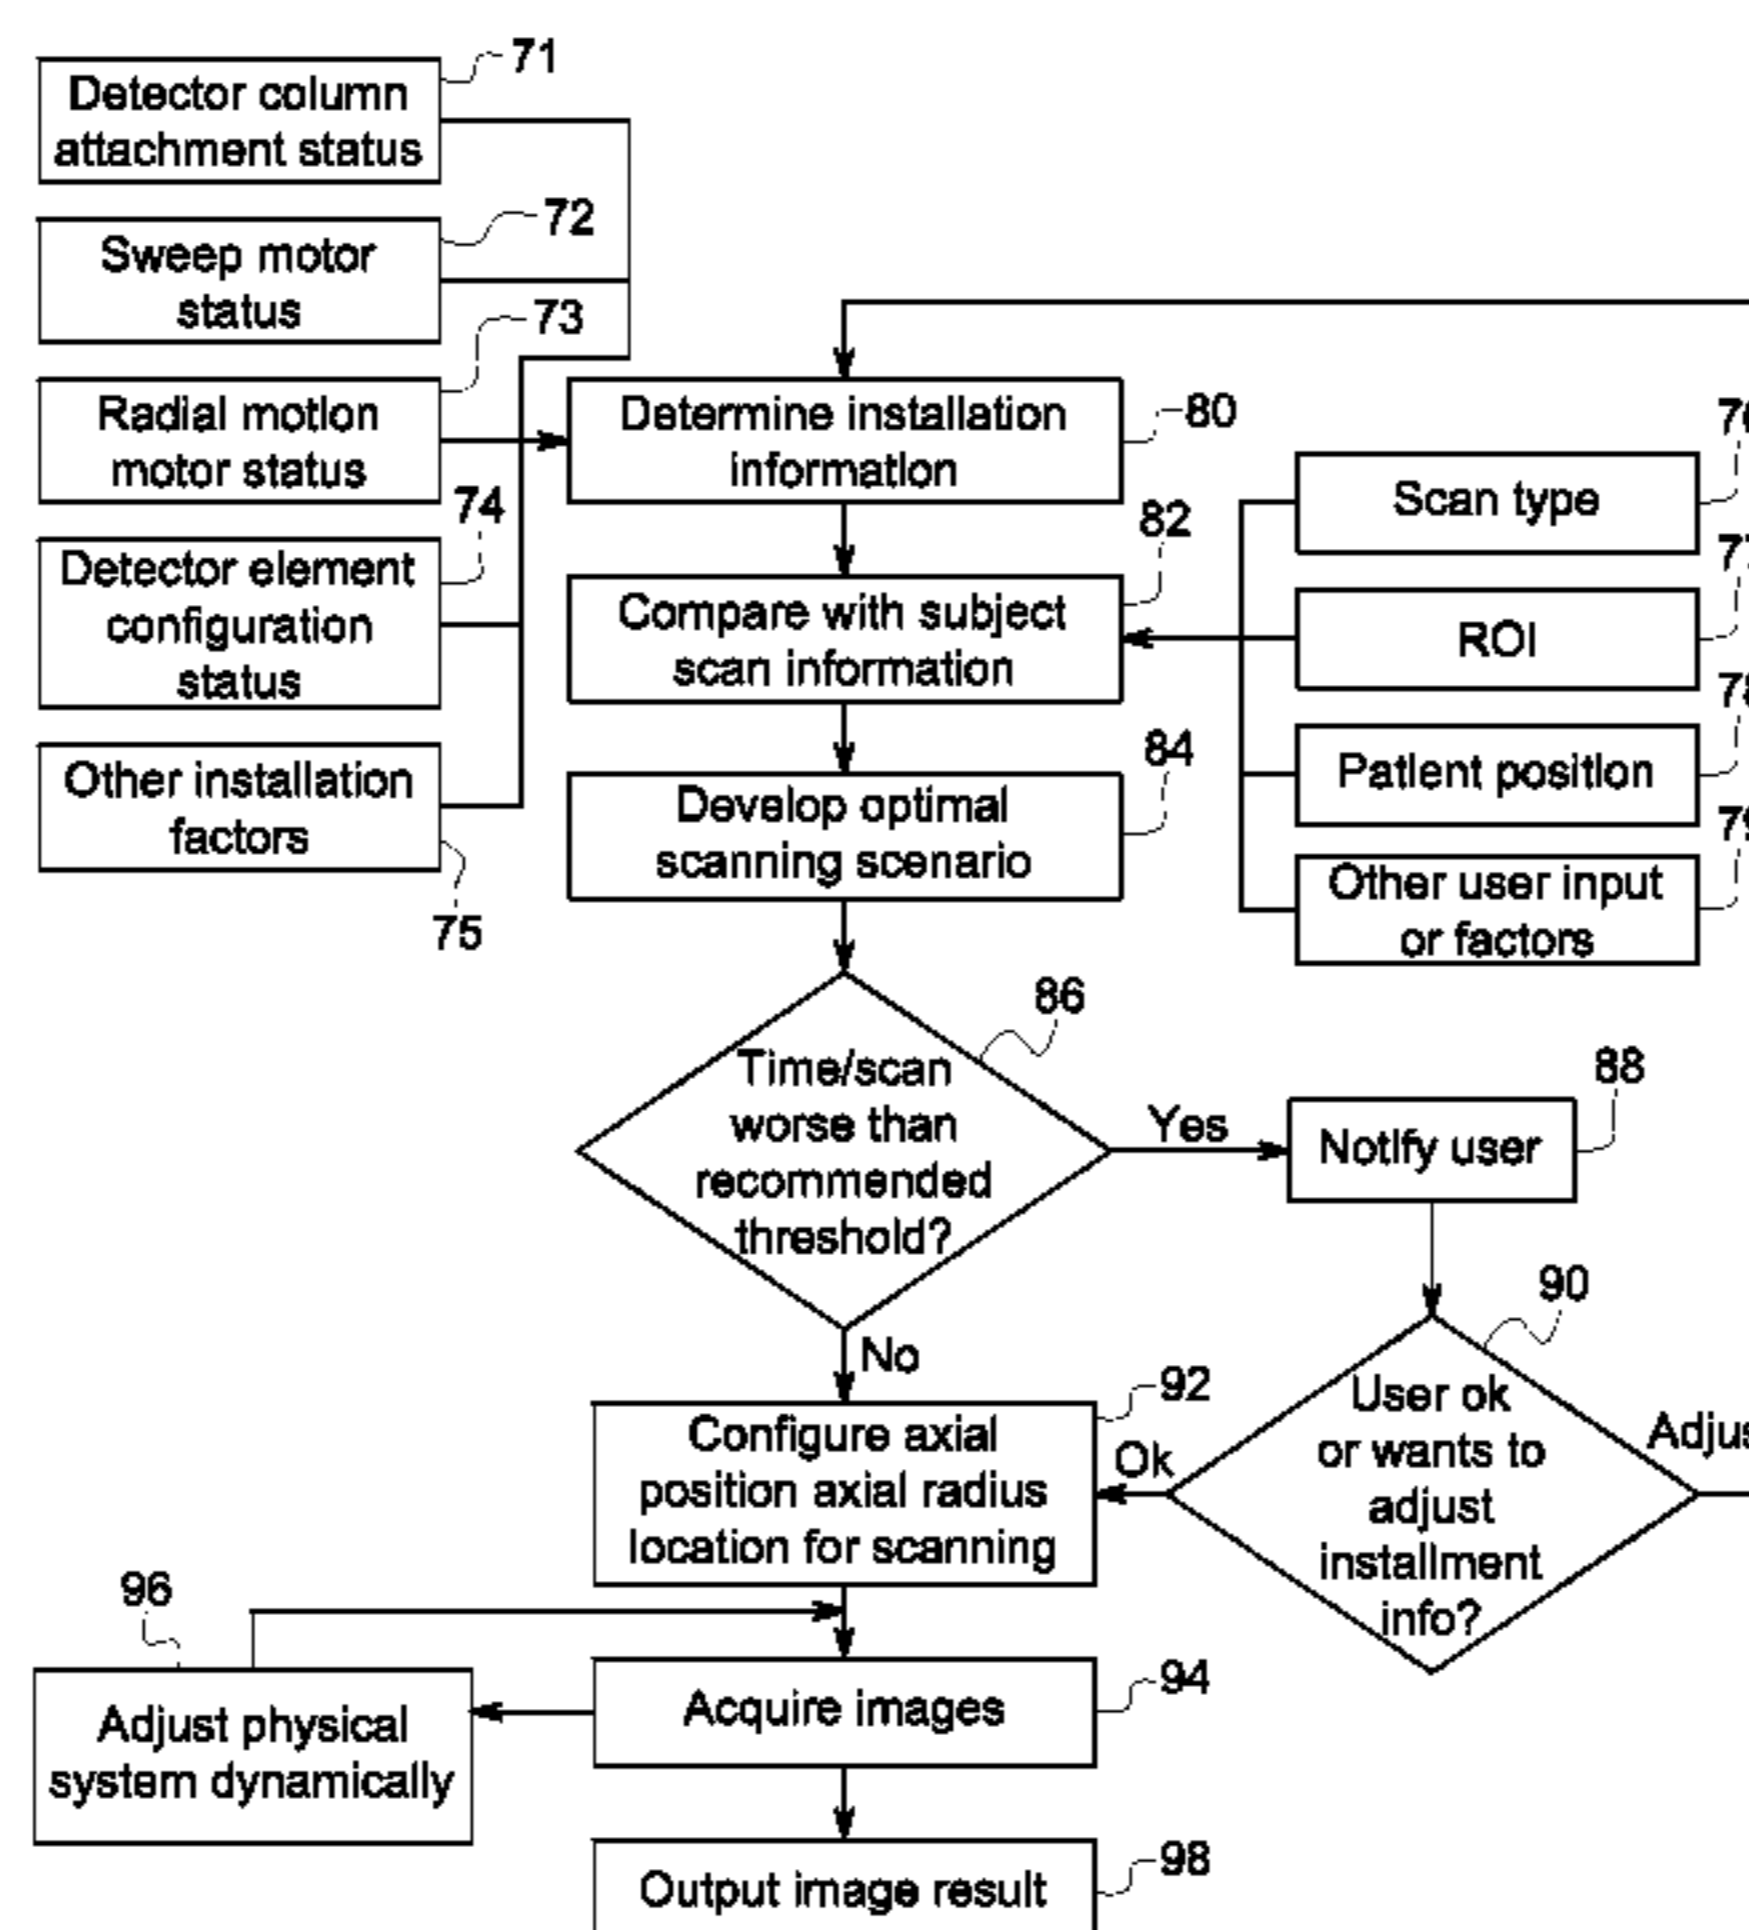 71
Detector column
attachment status
72
Sweep motor
status
73
Radial motion
motor status
74
Detector element
configuration
status
Other installation
factors
75
Determine installation
information
80
82
Compare with subject
scan information
84
Develop optimal
scanning scenario
Scan type
ROI
Patient position
Other user input
or factors
86
Time/scan
worse than
recommended
threshold?
Yes
88
Notify user
No
90
User ok
or wants to
adjust
installment
info?
Ok
92
Configure axial
position axial radius
location for scanning
96
Adjust physical
system dynamically
94
Acquire images
98
Output image result